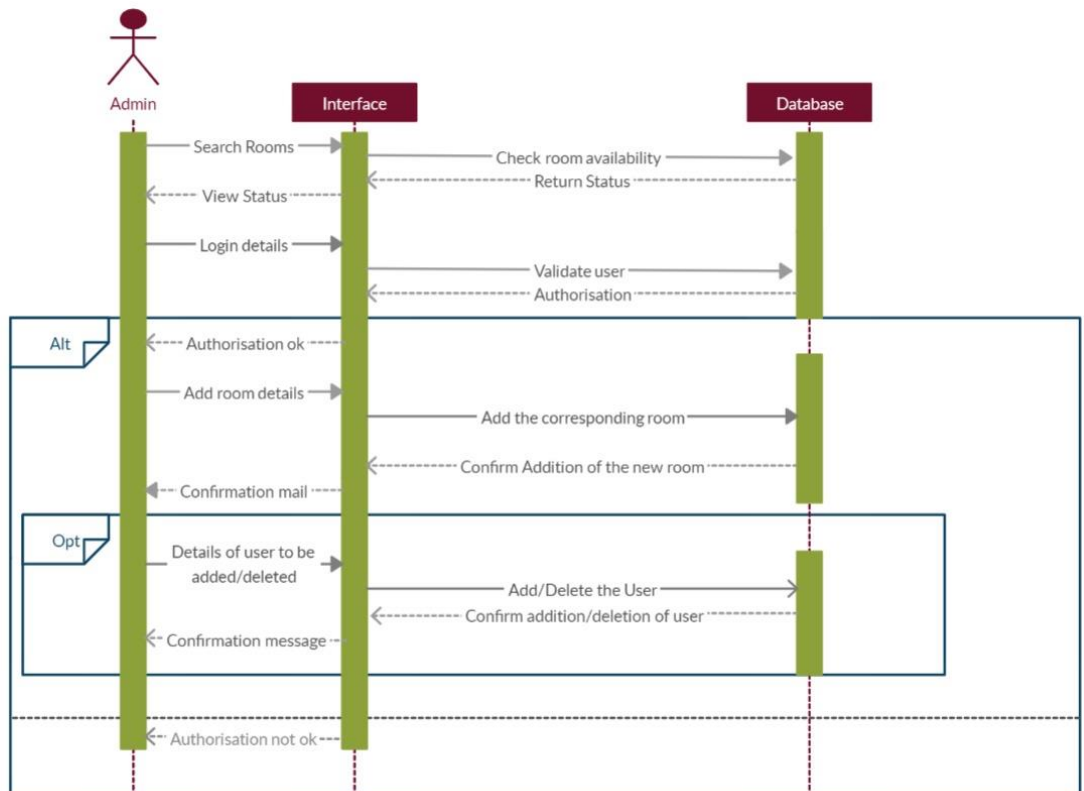 Admin
Interface
Database
Search Rooms
Check room availability
Return Status
View Status
Login details
Validate user
Authorisation
Alt
Authorisation ok
Add room details
Add the corresponding room
Confirm Addition of the new room
Confirmation mail
Opt
Details of user to be
added/deleted
Add/Delete the User
Confirm addition/deletion of user
Confirmation message
Authorisation not ok